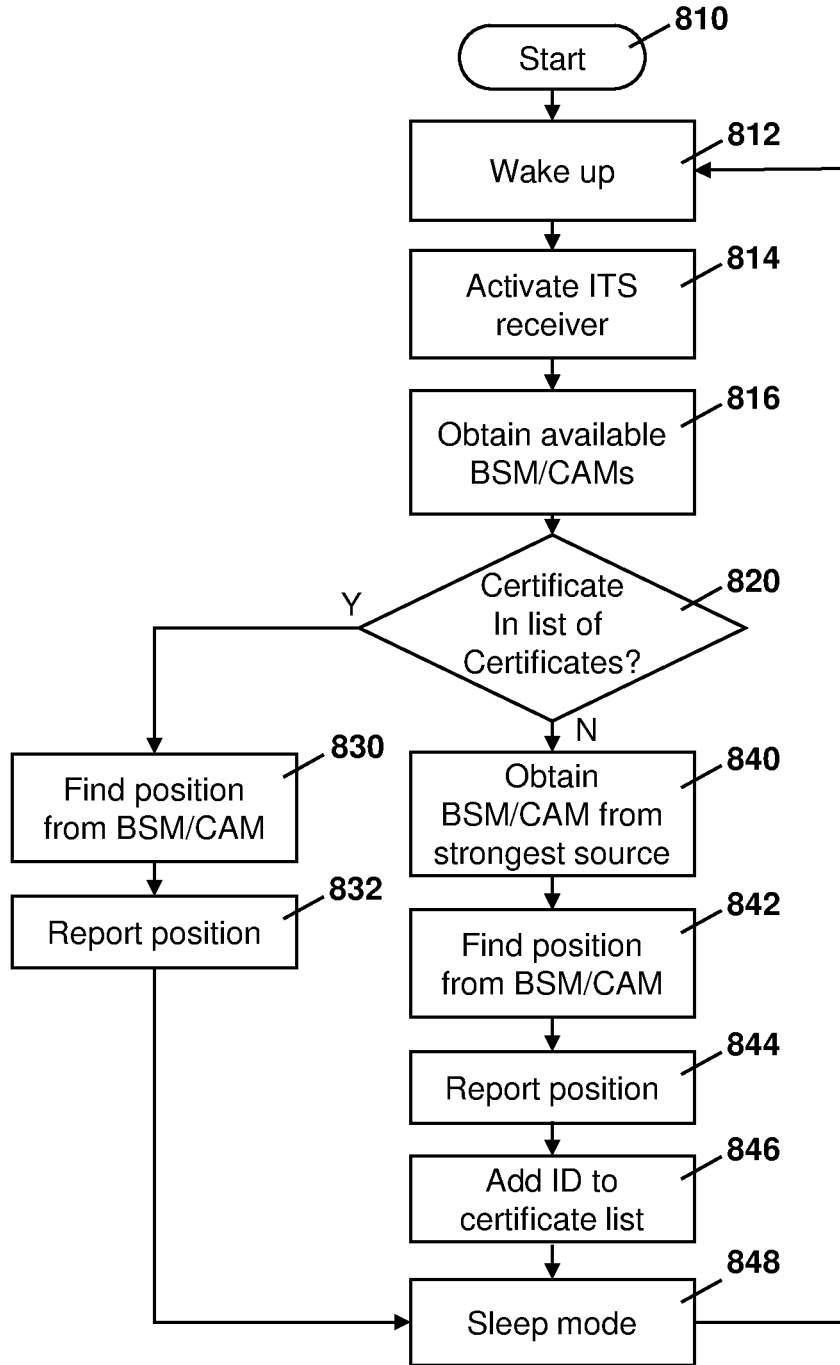 810
Start
812
Wake up
814
Activate ITS
receiver
816
Obtain available
BSM/CAMs
820
Certificate
In list of
Certificates?
Y
N
830
Find position
from BSM/CAM
832
Report position
840
Obtain
BSM/CAM from
strongest source
842
Find position
from BSM/CAM
844
Report position
846
Add ID to
certificate list
848
Sleep mode